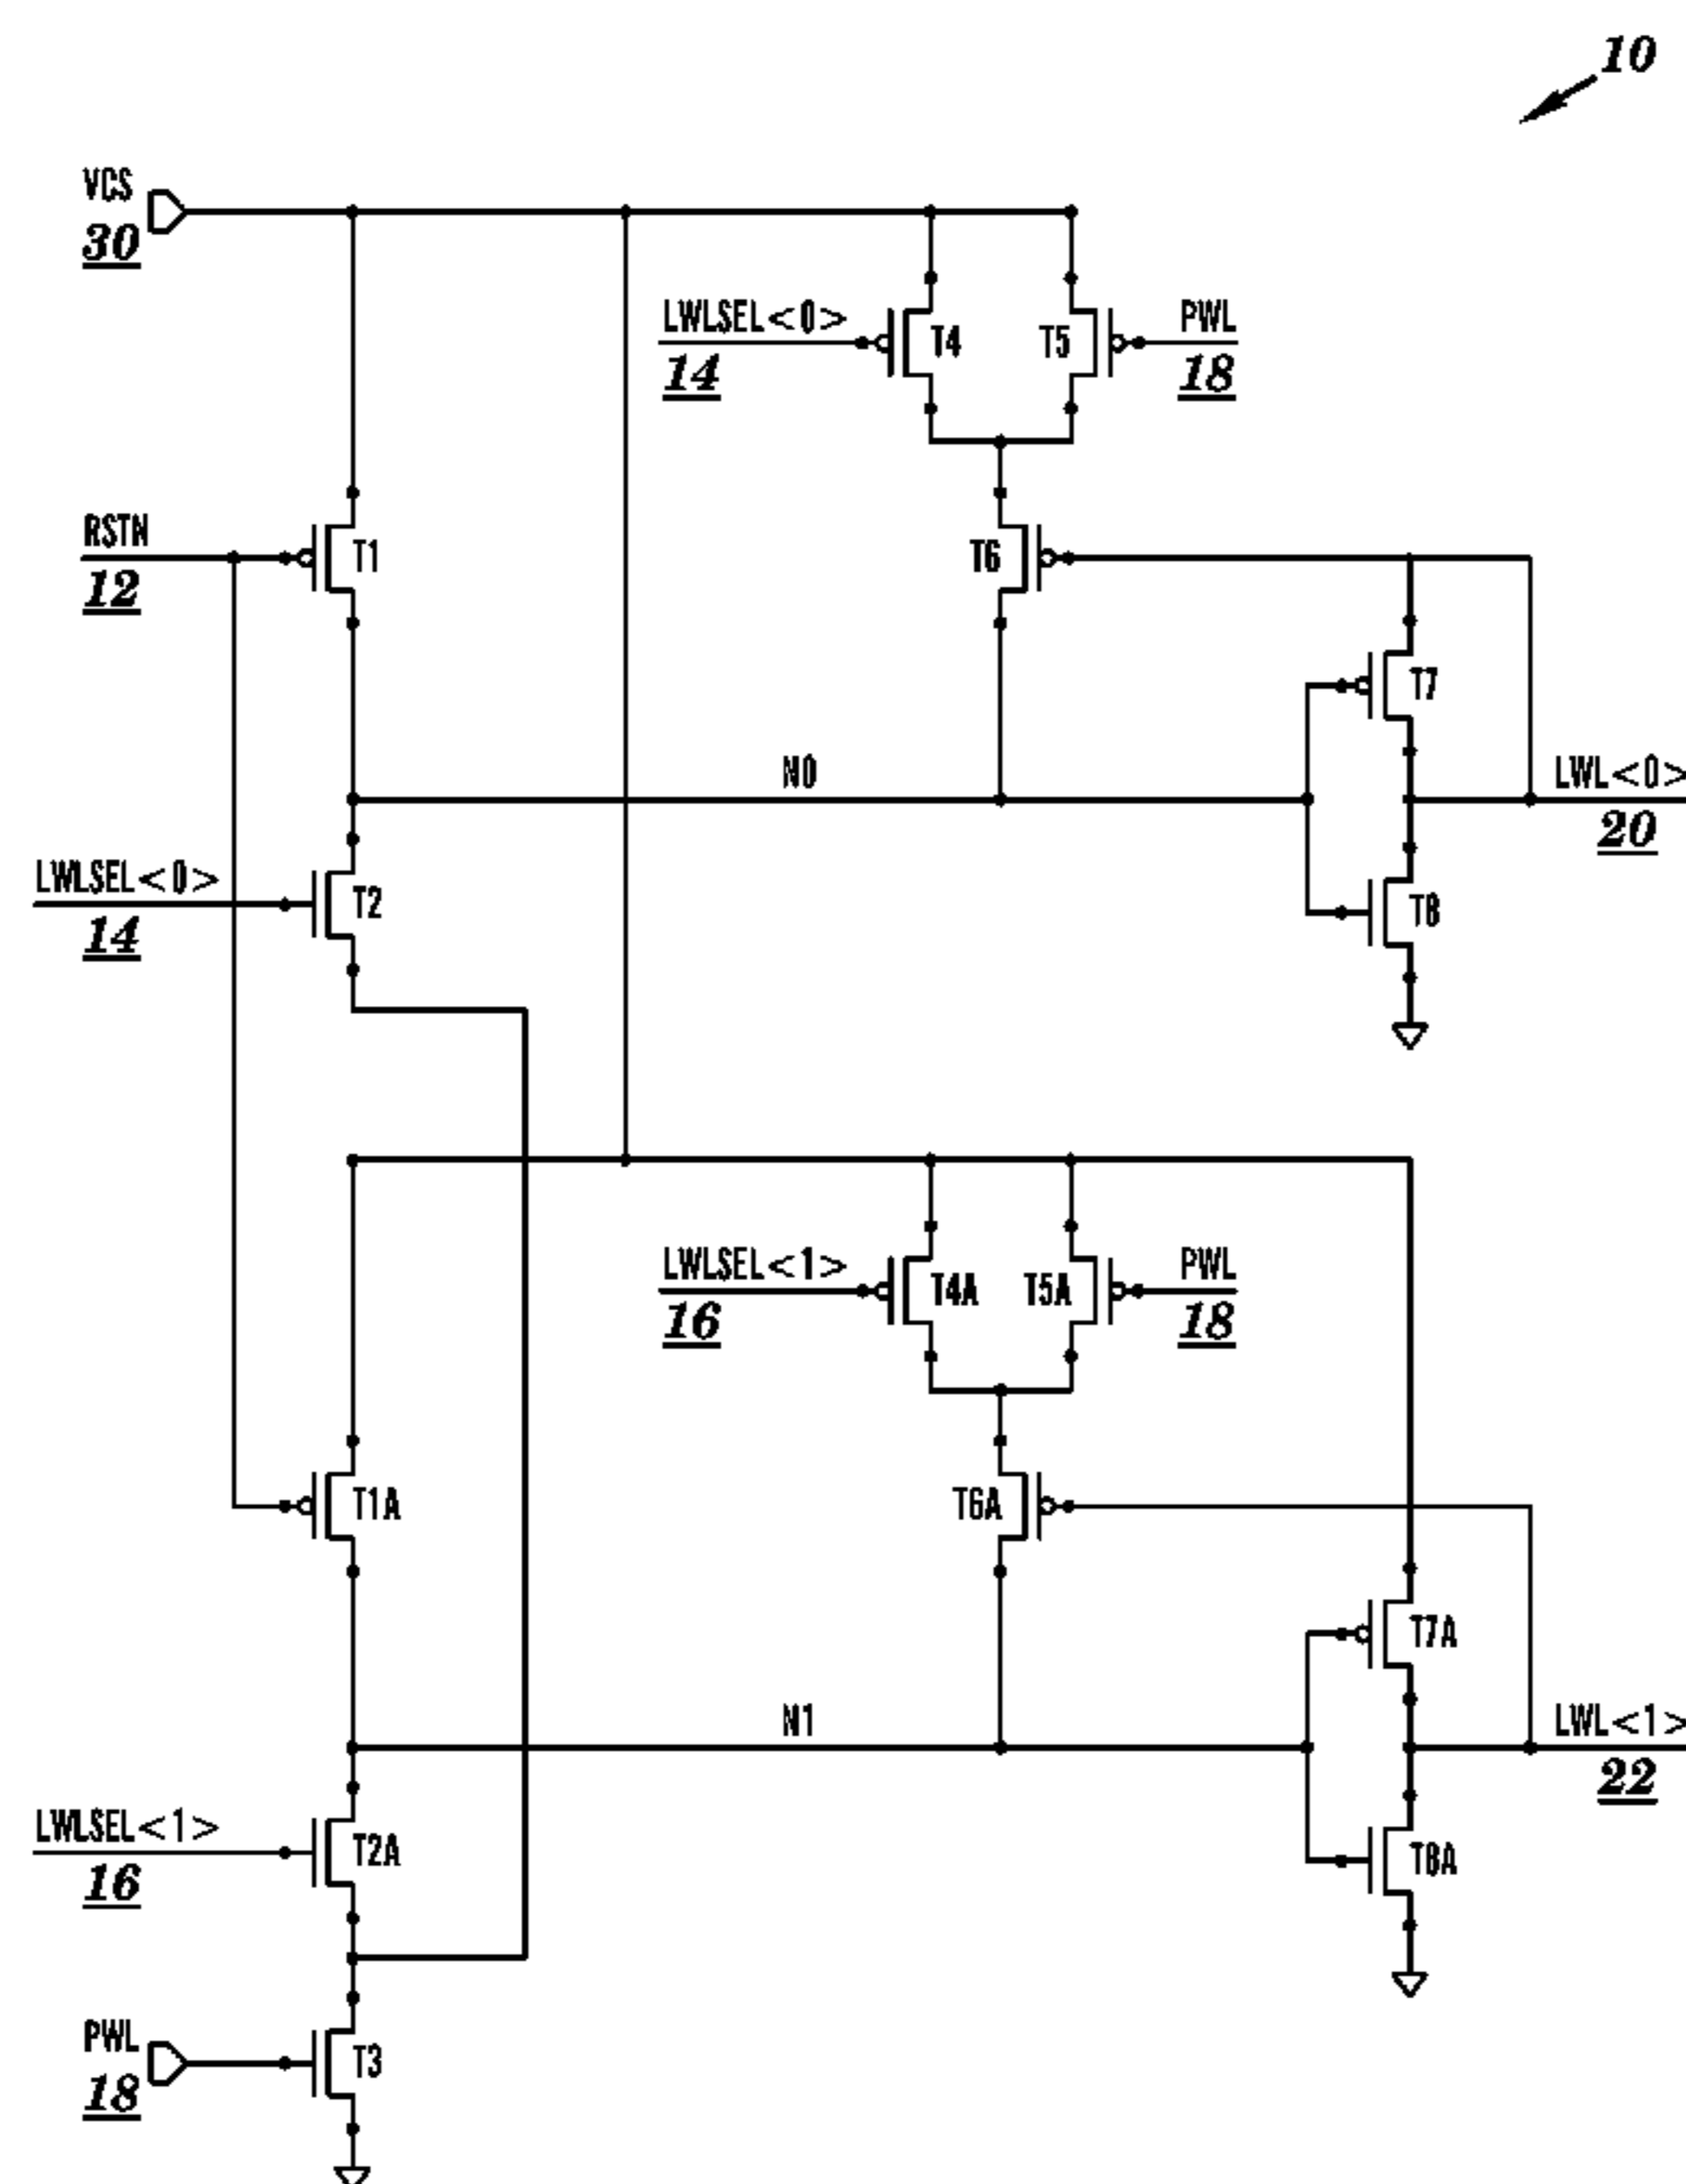 10
VCS
30
LWLSEL<0>
14
T4
T5
PWL
18
RSTN
12
T1
T6
T7
N0
LWL<0>
20
LWLSEL<0>
14
T2
T8
LWLSEL<1>
16
T4A
T5A
PWL
18
T1A
T6A
T7A
N1
LWL<1>
22
LWLSEL<1>
16
T2A
T8A
PWL
18
T3